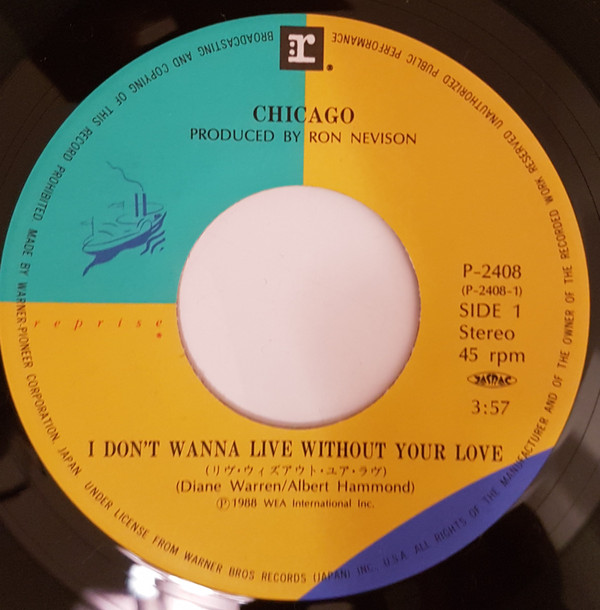 :r
CHICAGO
PRODUCED BY RON NEVISON
reprise
P-2408
(P-2408-1)
SIDE 1
Stereo
45 rpm
JASRAC
3:57
I DON'T WANNA LIVE WITHOUT YOUR LOVE
(リヴ・ウィズアウト・ユア・ラヴ)
(Diane Warren/Albert Hammond)
Ⓟ1988 WEA International Inc.
ALL RIGHTS OF THE MANUFACTURER AND OF THE OWNER OF THE RECORDED WORK RESERVED UNAUTHORIZED PUBLIC PERFORMANCE BROADCASTING AND COPYING OF THIS RECORD PROHIBITED. MADE BY WARNER-PIONEER CORPORATION, JAPAN UNDER LICENSE FROM WARNER BROS RECORDS (JAPAN) INC. U.S.A.